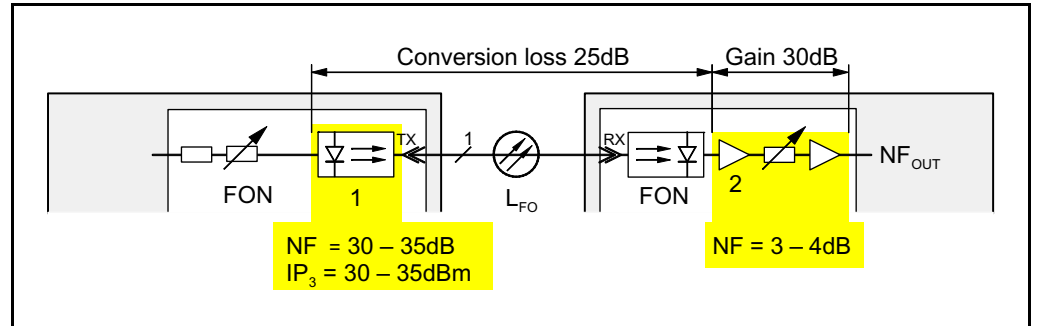 Conversion loss 25dB Gain 30dB
TX 1 RX NF_OUT
FON 1 L_FO FON 2
NF = 30 – 35dB NF = 3 – 4dB
IP_3 = 30 – 35dBm